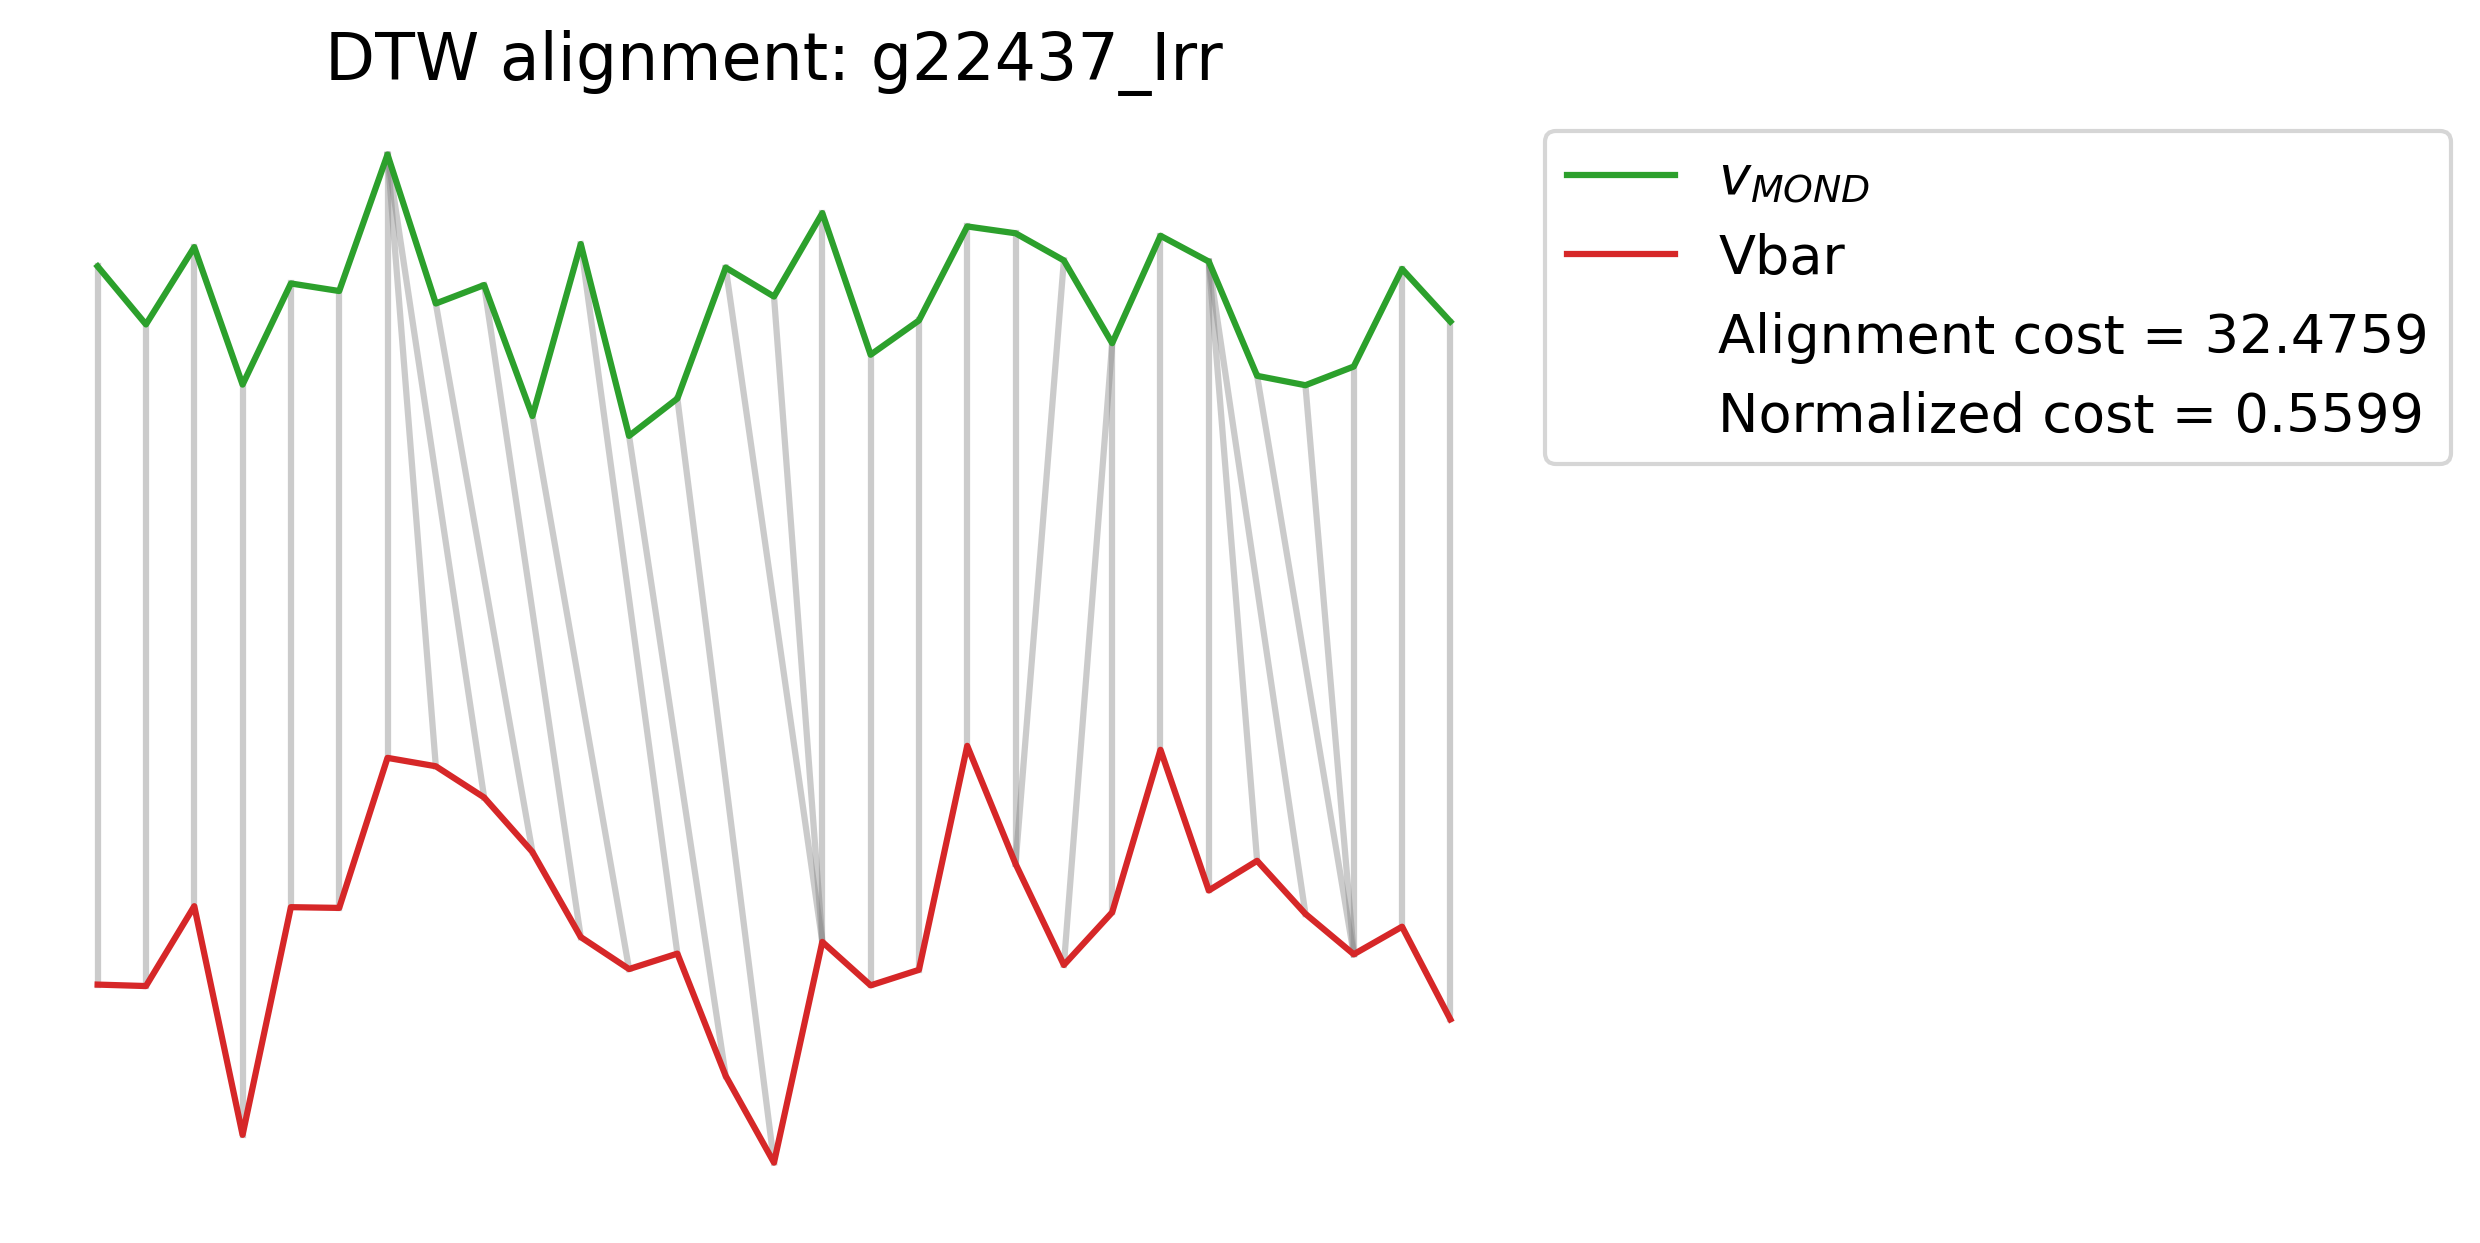 DTW alignment: g22437_Irr
v_MOND
Vbar
Alignment cost = 32.4759
Normalized cost = 0.5599